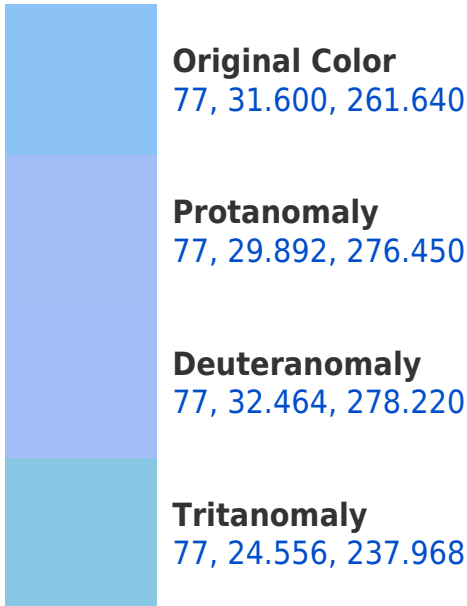 Original Color
77, 31.600, 261.640
Protanomaly
77, 29.892, 276.450
Deuteranomaly
77, 32.464, 278.220
Tritanomaly
77, 24.556, 237.968